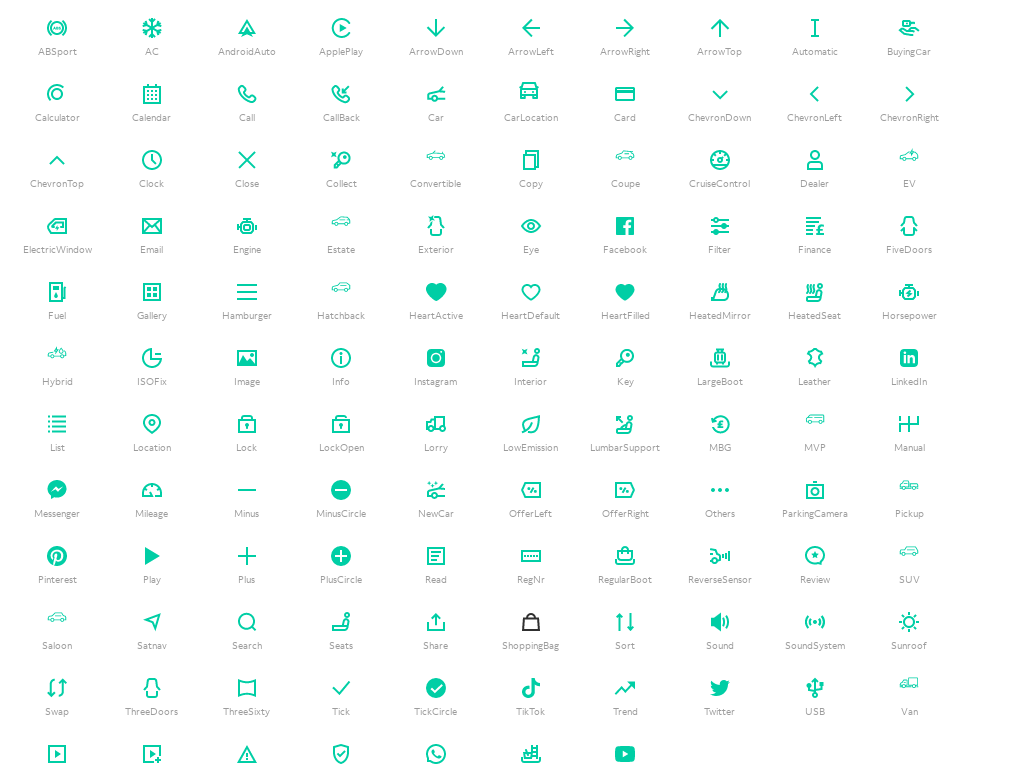 ABSport AC AndroidAuto ApplePlay ArrowDown ArrowLeft ArrowRight ArrowTop Automatic BuyingCar
Calculator Calendar Call CallBack Car CarLocation Card ChevronDown ChevronLeft ChevronRight
ChevronTop Clock Close Collect Convertible Copy Coupe CruiseControl Dealer EV
ElectricWindow Email Engine Estate Exterior Eye Facebook Filter Finance FiveDoors
Fuel Gallery Hamburger Hatchback HeartActive HeartDefault HeartFilled HeatedMirror HeatedSeat Horsepower
Hybrid ISOFix Image Info Instagram Interior Key LargeBoot Leather LinkedIn
List Location Lock LockOpen Lorry LowEmission LumbarSupport MBG MVP Manual
Messenger Mileage Minus MinusCircle NewCar OfferLeft OfferRight Others ParkingCamera Pickup
Pinterest Play Plus PlusCircle Read RegNr RegularBoot ReverseSensor Review SUV
Saloon Satnav Search Seats Share ShoppingBag Sort Sound SoundSystem Sunroof
Swap ThreeDoors ThreeSixty Tick TickCircle TikTok Trend Twitter USB Van